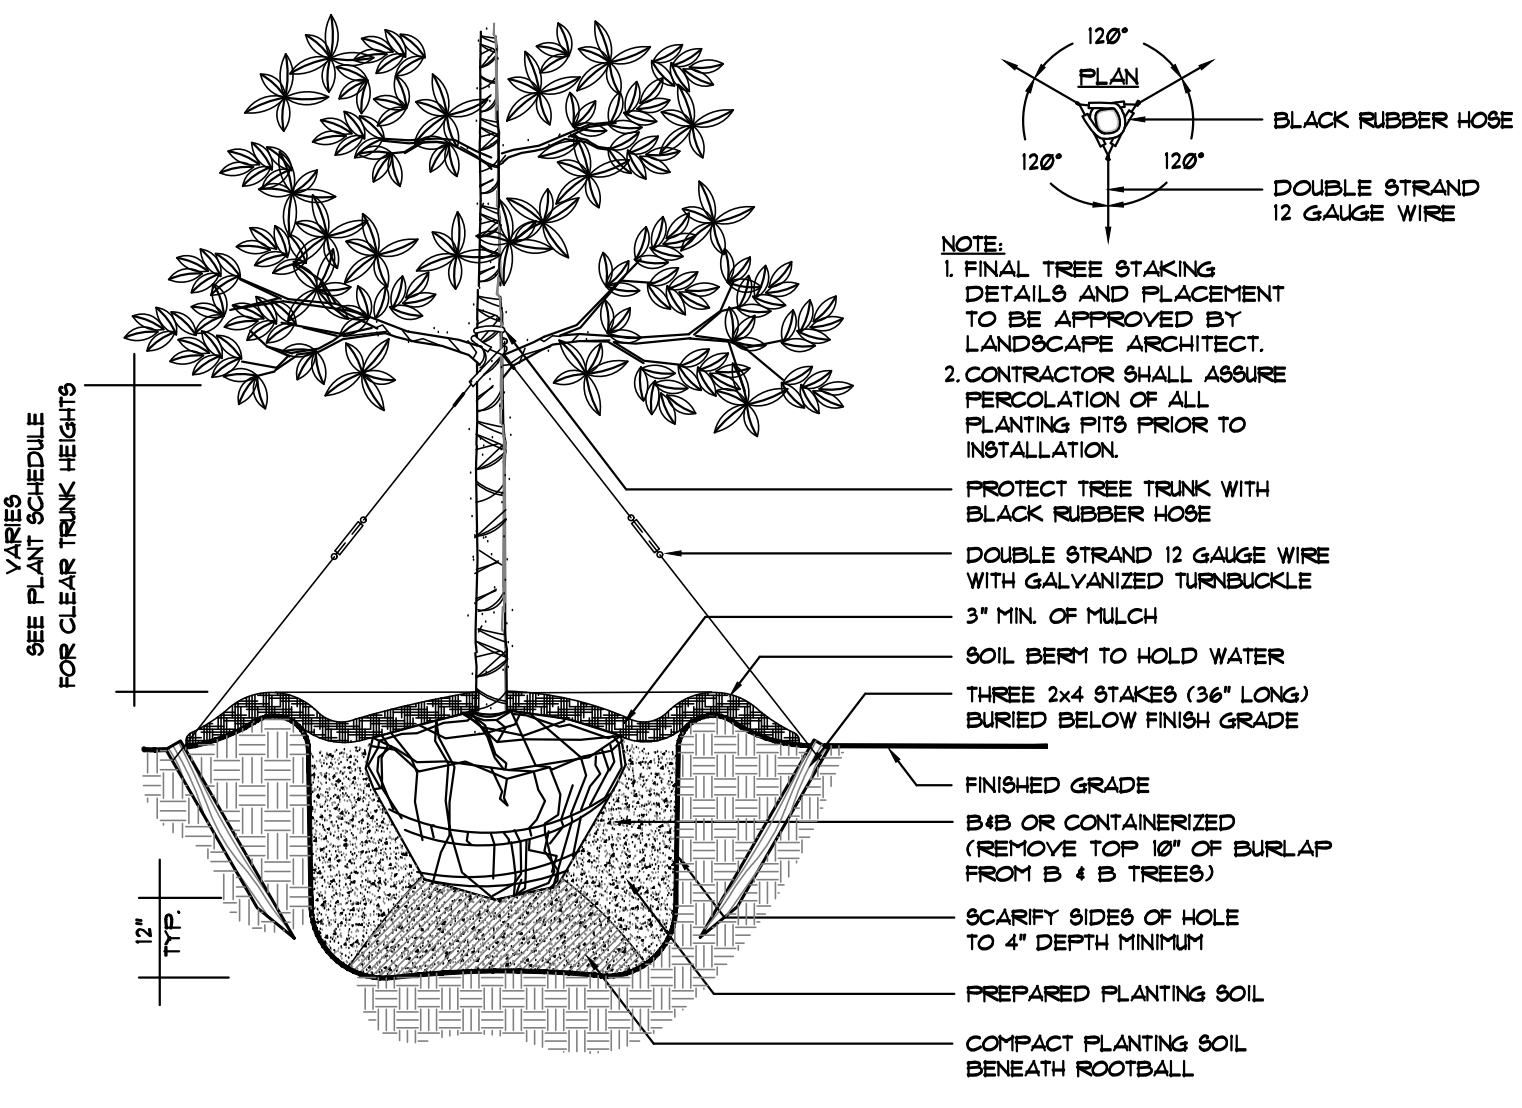 120°
PLAN
120°
120°
BLACK RUBBER HOSE
DOUBLE STRAND
12 GAUGE WIRE
NOTE:
1. FINAL TREE STAKING
DETAILS AND PLACEMENT
TO BE APPROVED BY
LANDSCAPE ARCHITECT.
2. CONTRACTOR SHALL ASSURE
PERCOLATION OF ALL
PLANTING PITS PRIOR TO
INSTALLATION.
PROTECT TREE TRUNK WITH
BLACK RUBBER HOSE
DOUBLE STRAND 12 GAUGE WIRE
WITH GALVANIZED TURNBUCKLE
3" MIN. OF MULCH
SOIL BERM TO HOLD WATER
THREE 2x4 STAKES (36" LONG)
BURIED BELOW FINISH GRADE
FINISHED GRADE
B&B OR CONTAINERIZED
(REMOVE TOP 10" OF BURLAP
FROM B & B TREES)
SCARIFY SIDES OF HOLE
TO 4" DEPTH MINIMUM
PREPARED PLANTING SOIL
COMPACT PLANTING SOIL
BENEATH ROOTBALL
VARIES
SEE PLANT SCHEDULE
FOR CLEAR TRUNK HEIGHTS
12"
TYP.